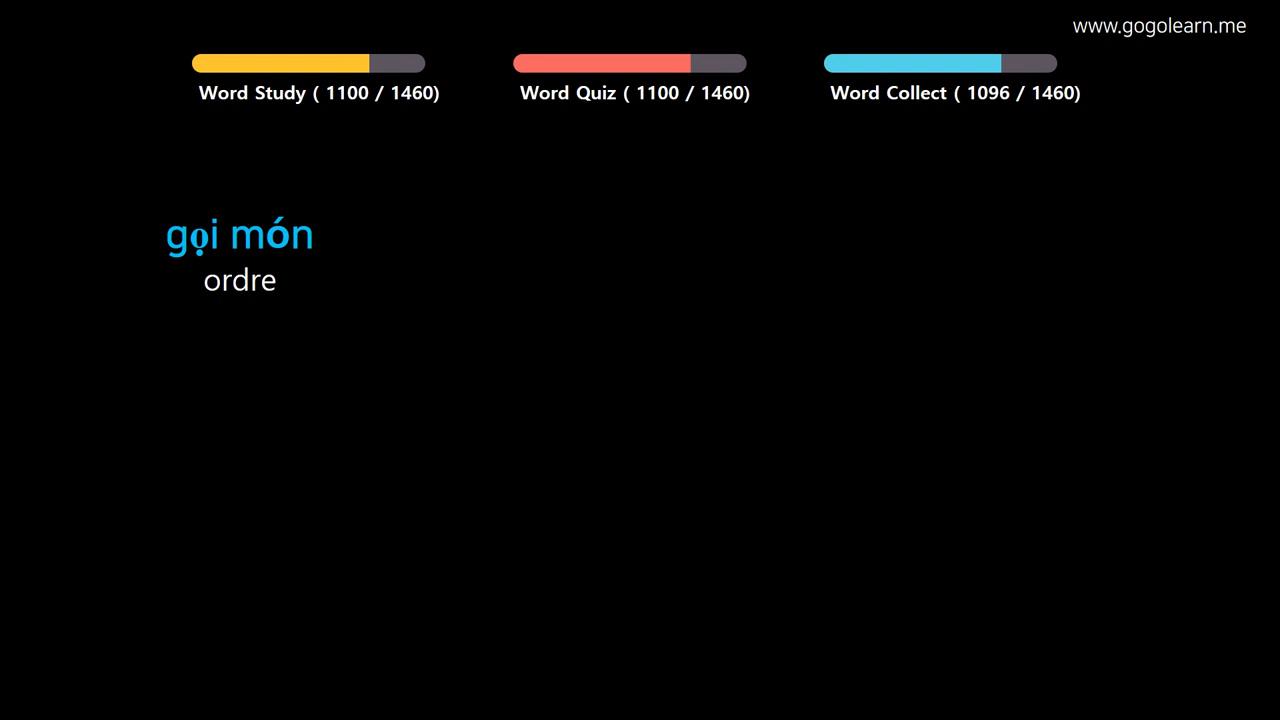 www.gogolearn.me
Word Study ( 1100 / 1460)
Word Quiz ( 1100 / 1460)
Word Collect ( 1096 / 1460)
gọi món
ordre